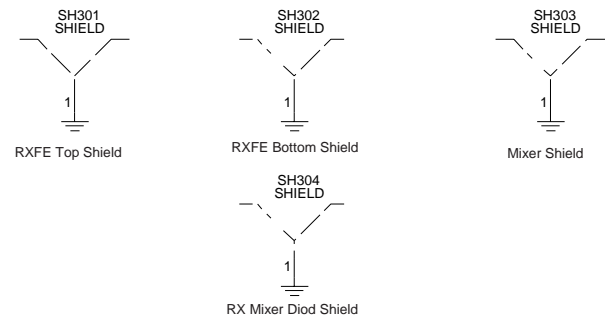 SH301
SHIELD
1
RXFE Top Shield
SH302
SHIELD
1
RXFE Bottom Shield
SH303
SHIELD
1
Mixer Shield
SH304
SHIELD
1
RX Mixer Diod Shield